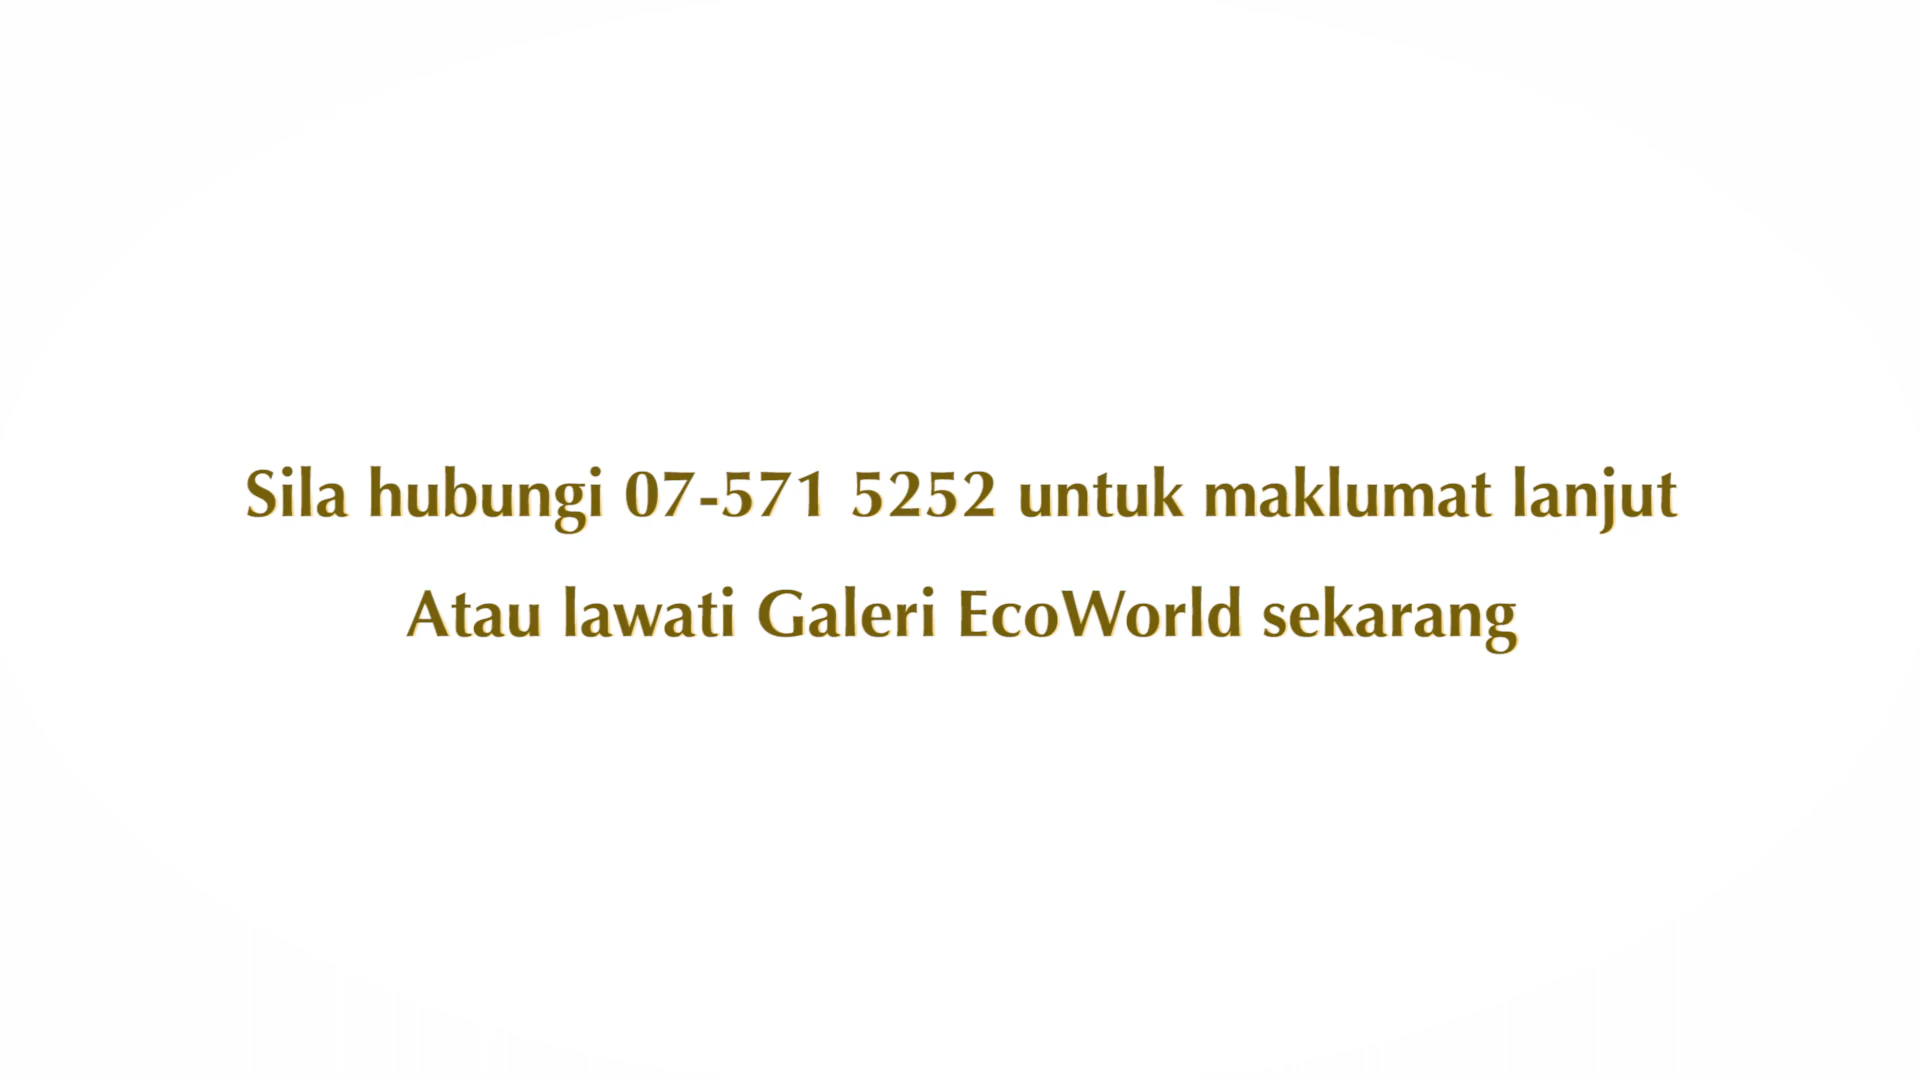 Sila hubungi 07-571 5252 untuk maklumat lanjut
Atau lawati Galeri EcoWorld sekarang